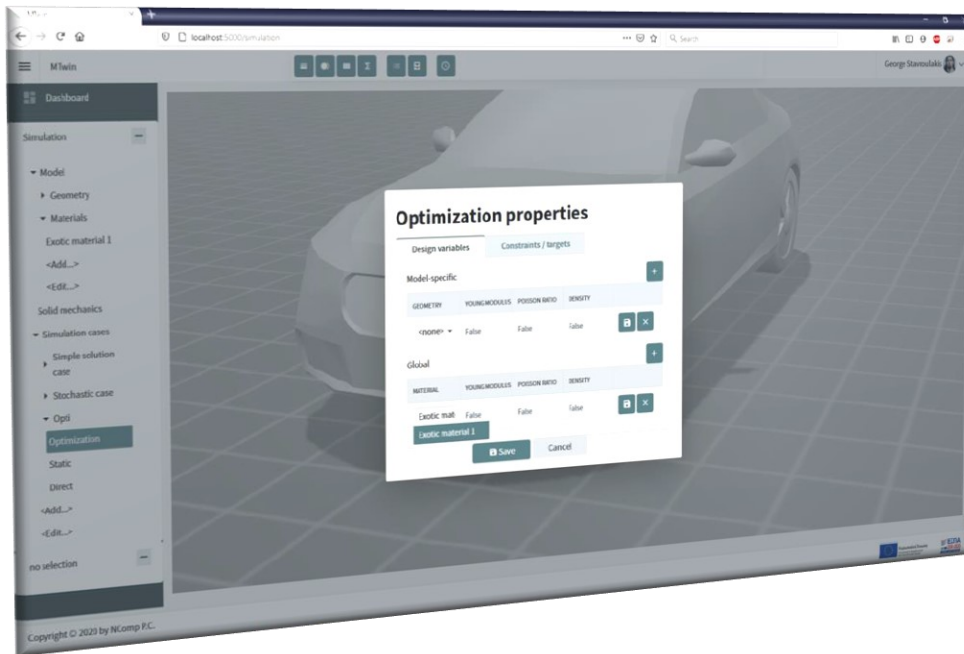 localhost:5000/simulation
Search
MTwin
George Stavroulakis
Dashboard
Simulation
Model
Geometry
Materials
Exotic material 1
<Add...>
<Edit...>
Solid mechanics
Simulation cases
Simple solution
case
Stochastic case
Opti
Optimization
Static
Direct
<Add...>
<Edit...>
no selection
Optimization properties
Design variables
Constraints / targets
Model-specific
+
GEOMETRY YOUNG MODULUS POISSON RATIO DENSITY
<none> False False False
Global
+
MATERIAL YOUNG MODULUS POISSON RATIO DENSITY
Exotic mat False False False
Exotic material 1
Save Cancel
Copyright © 2020 by NComp P.C.